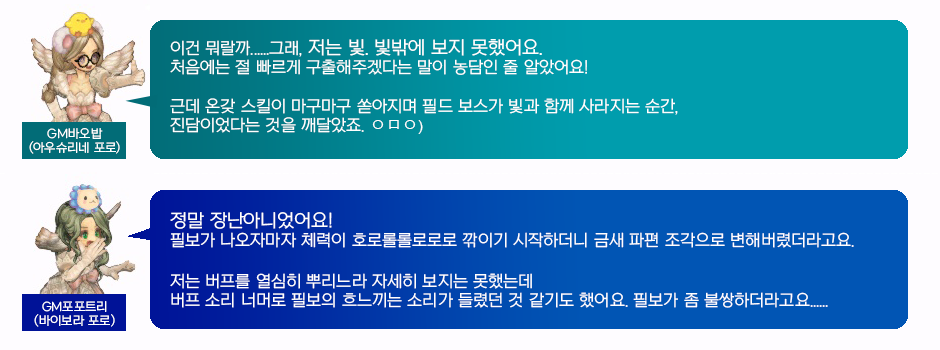 이건 뭐랄까......그래, 저는 빛. 빛밖에 보지 못했어요.
처음에는 절 빠르게 구출해주겠다는 말이 농담인 줄 알았어요!
근데 온갖 스킬이 마구마구 쏟아지며 필드 보스가 빛과 함께 사라지는 순간,
진담이었다는 것을 깨달았죠. ㅇㅁㅇ)
GM바오밥
(아우슈리네 포로)
정말 장난아니었어요!
필보가 나오자마자 체력이 호로롤롤로로로 깎이기 시작하더니 금새 파편 조각으로 변해버렸더라고요.
저는 버프를 열심히 뿌리느라 자세히 보지는 못했는데
버프 소리 너머로 필보의 흐느끼는 소리가 들렸던 것 같기도 했어요. 필보가 좀 불쌍하더라고요......
GM포포트리
(바이보라 포로)